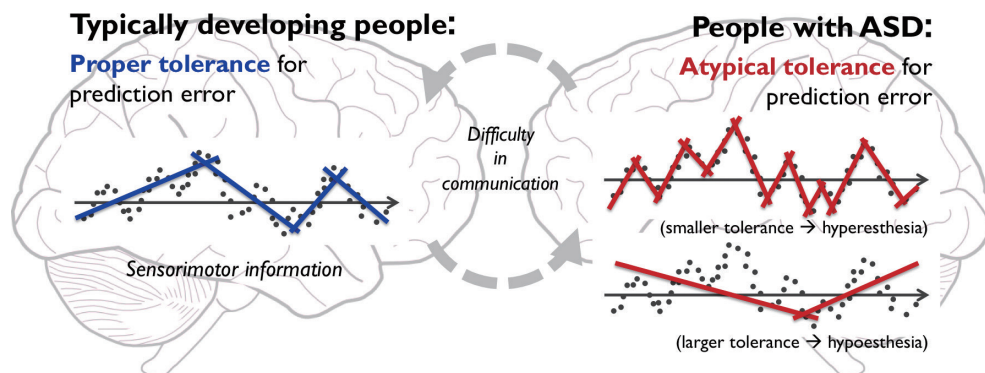 Typically developing people:
Proper tolerance for
prediction error
Sensorimotor information
Difficulty
in
communication
People with ASD:
Atypical tolerance for
prediction error
(smaller tolerance → hyperesthesia)
(larger tolerance → hypoesthesia)